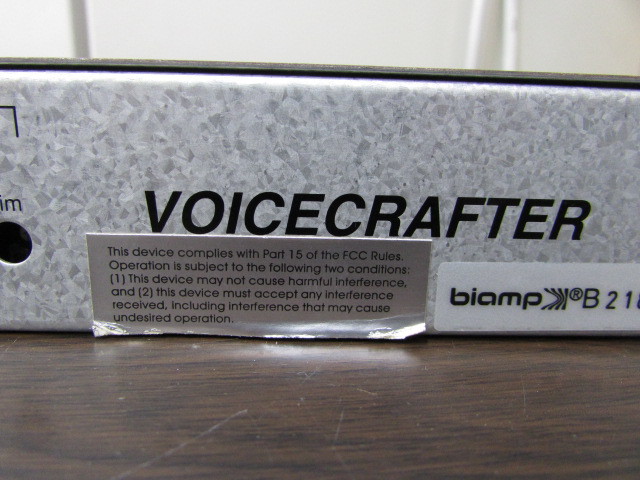 im
VOICECRAFTER
This device complies with Part 15 of the FCC Rules.
Operation is subject to the following two conditions:
(1) This device may not cause harmful interference,
and (2) this device must accept any interference
received, including interference that may cause
undesired operation.
biamp ® B 21